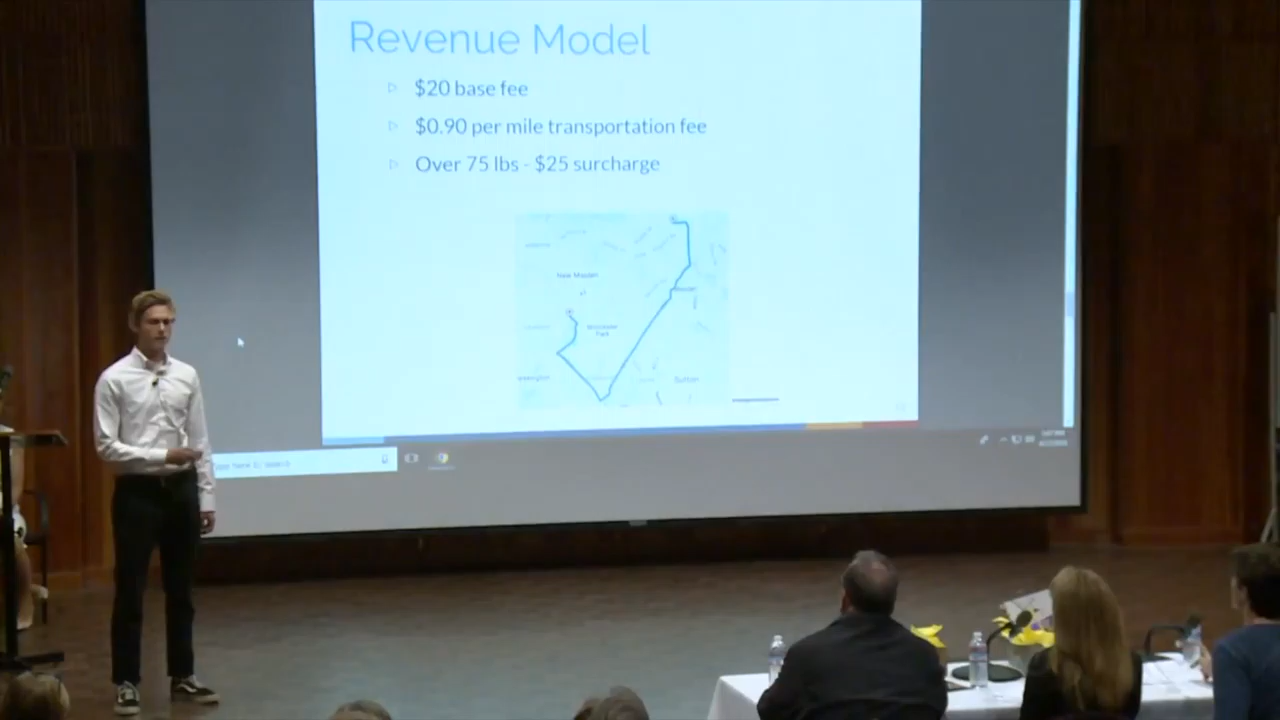 Revenue Model
$20 base fee
$0.90 per mile transportation fee
Over 75 lbs - $25 surcharge
New Malden
Worcester
Park
Sutton